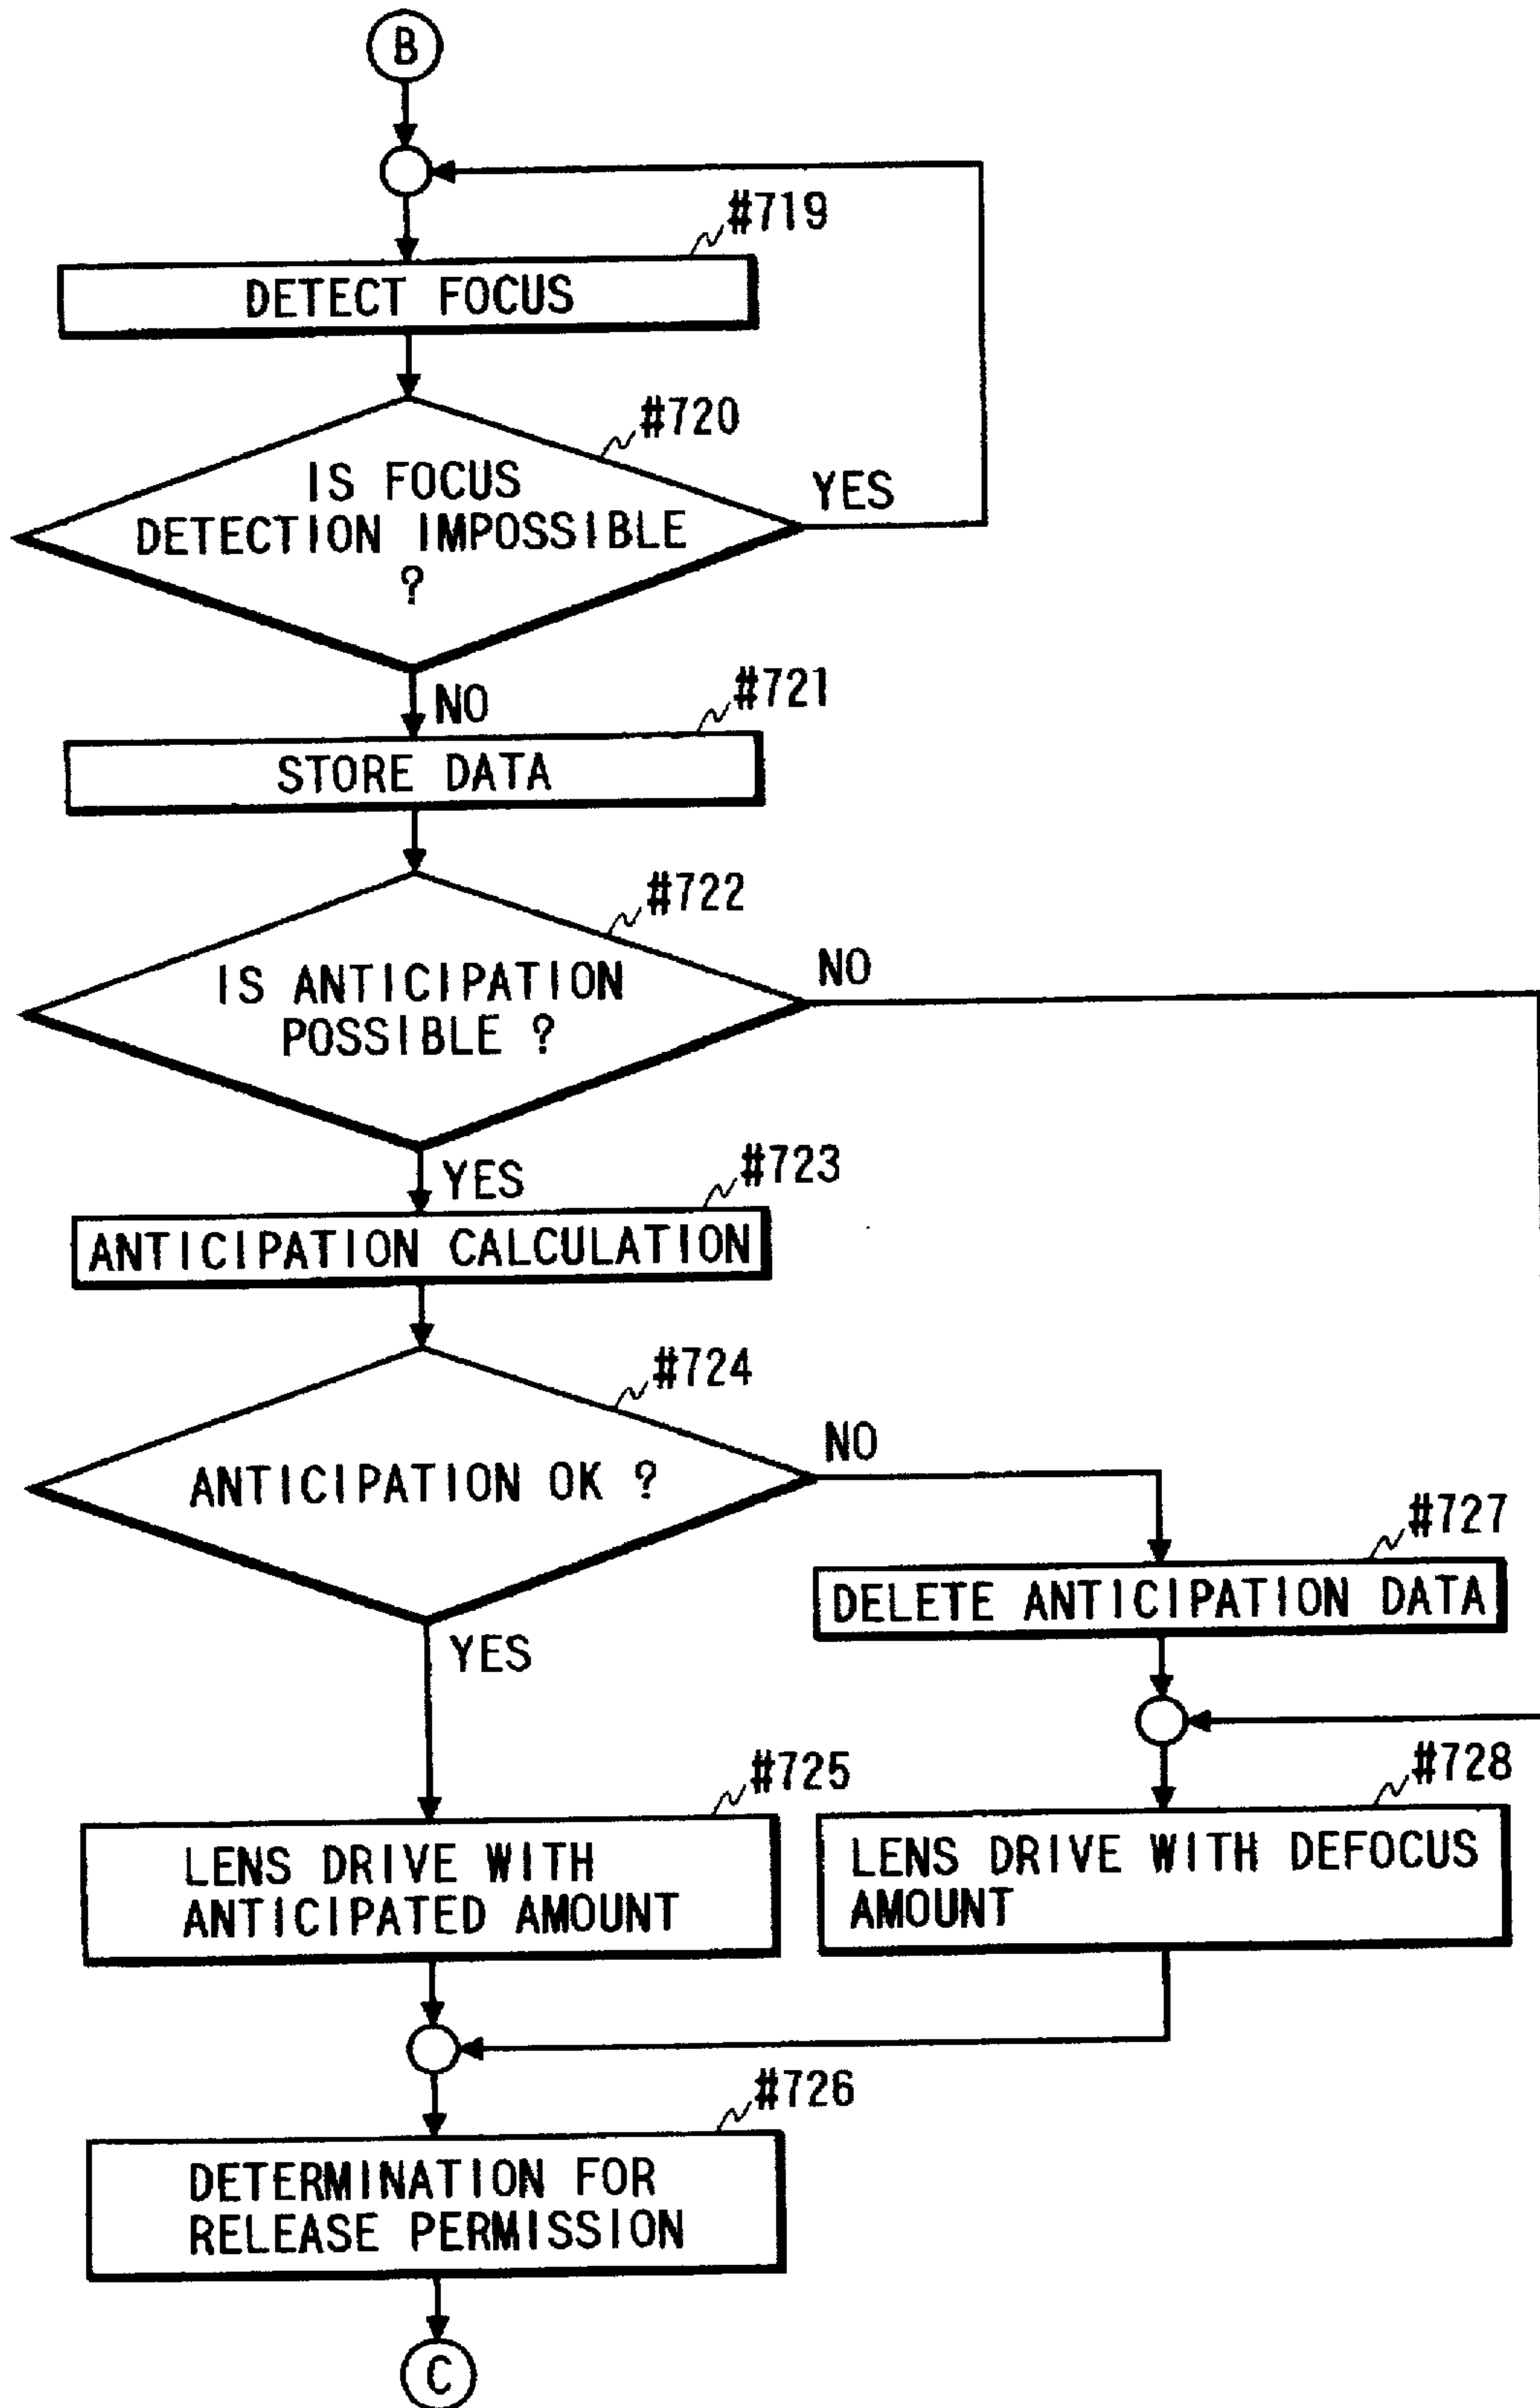 B
#719
DETECT FOCUS
#720
IS FOCUS
DETECTION IMPOSSIBLE
?
YES
NO
#721
STORE DATA
#722
IS ANTICIPATION
POSSIBLE ?
NO
YES
#723
ANTICIPATION CALCULATION
#724
ANTICIPATION OK ?
NO
YES
#727
DELETE ANTICIPATION DATA
#725
LENS DRIVE WITH
ANTICIPATED AMOUNT
#728
LENS DRIVE WITH DEFOCUS
AMOUNT
#726
DETERMINATION FOR
RELEASE PERMISSION
C